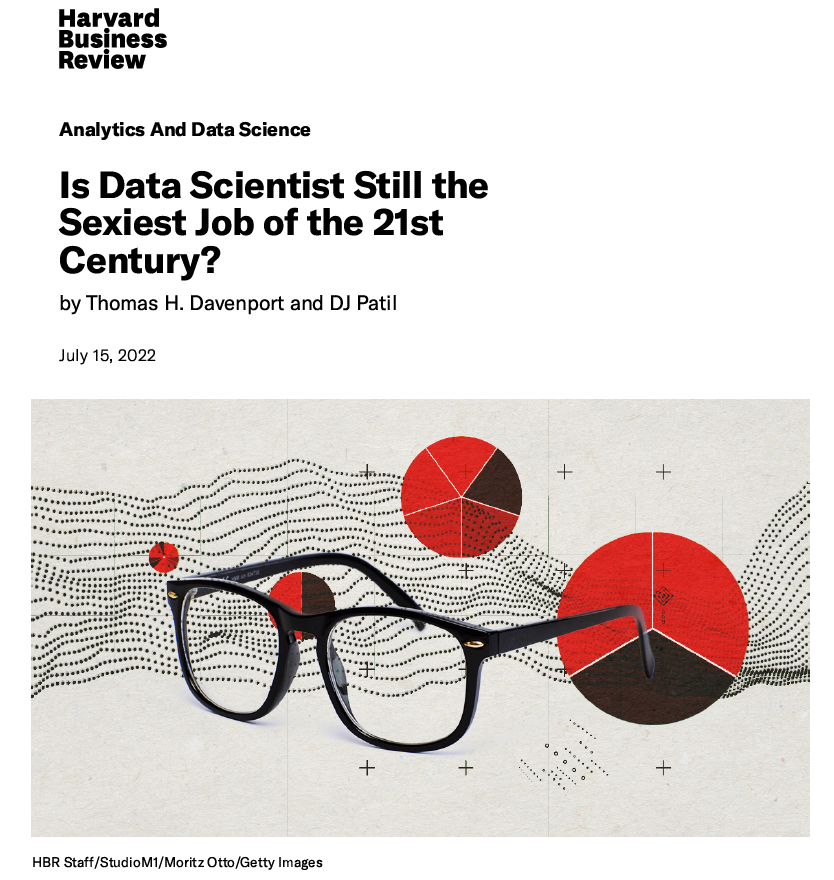 Harvard
Business
Review
Analytics And Data Science
Is Data Scientist Still the
Sexiest Job of the 21st
Century?
by Thomas H. Davenport and DJ Patil
July 15, 2022
HBR Staff/StudioM1/Moritz Otto/Getty Images